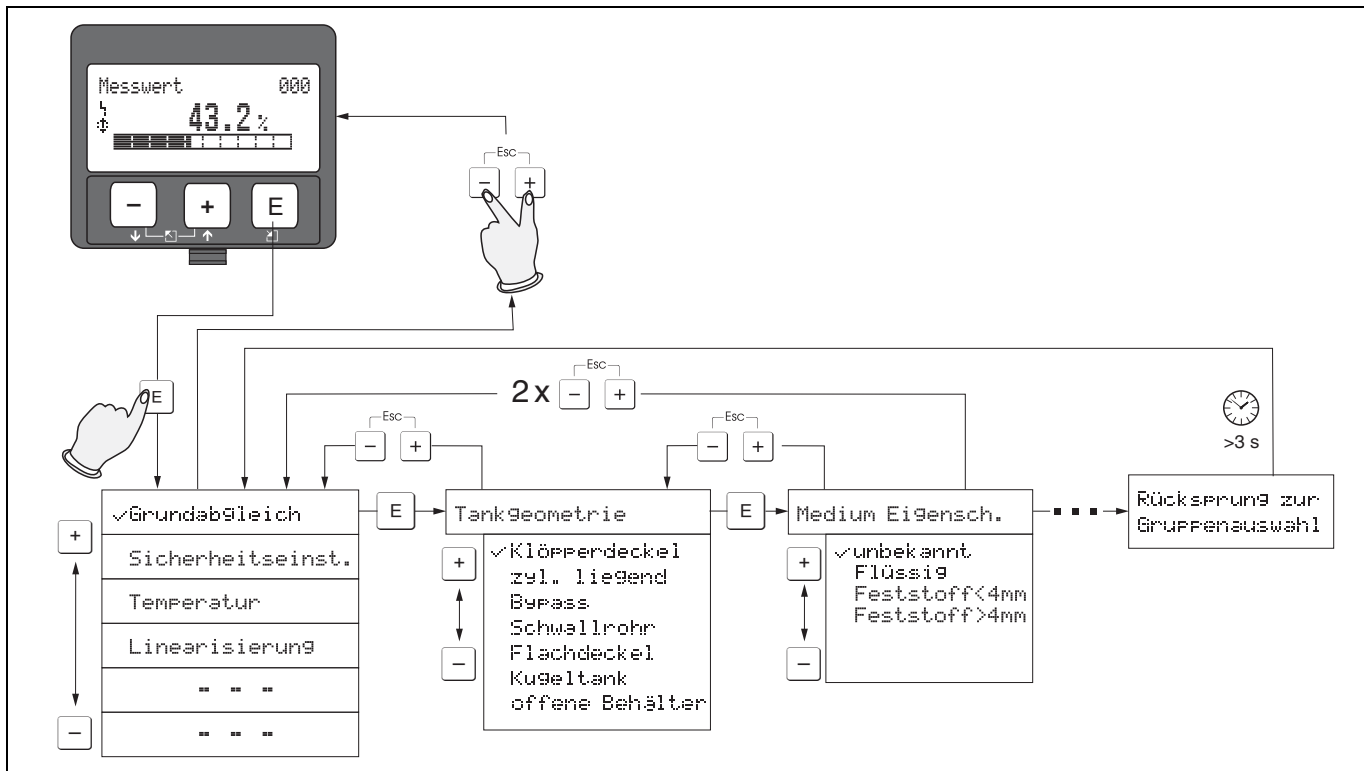 Messwert 000
43.2%
− + E
Esc
− +
E
Esc
2x − +
Esc
− +
Esc
− +
>3 s
✓Grundabgleich
Sicherheitseinst.
Temperatur
Linearisierung
- - -
- - -
+
−
E
Tankgeometrie
✓Klöpperdeckel
zyl. liegend
Bypass
Schwallrohr
Flachdeckel
Kugeltank
offene Behälter
+
−
E
Medium Eigensch.
✓unbekannt
Flüssig
Feststoff<4mm
Feststoff>4mm
+
−
Rücksprung zur
Gruppenauswahl